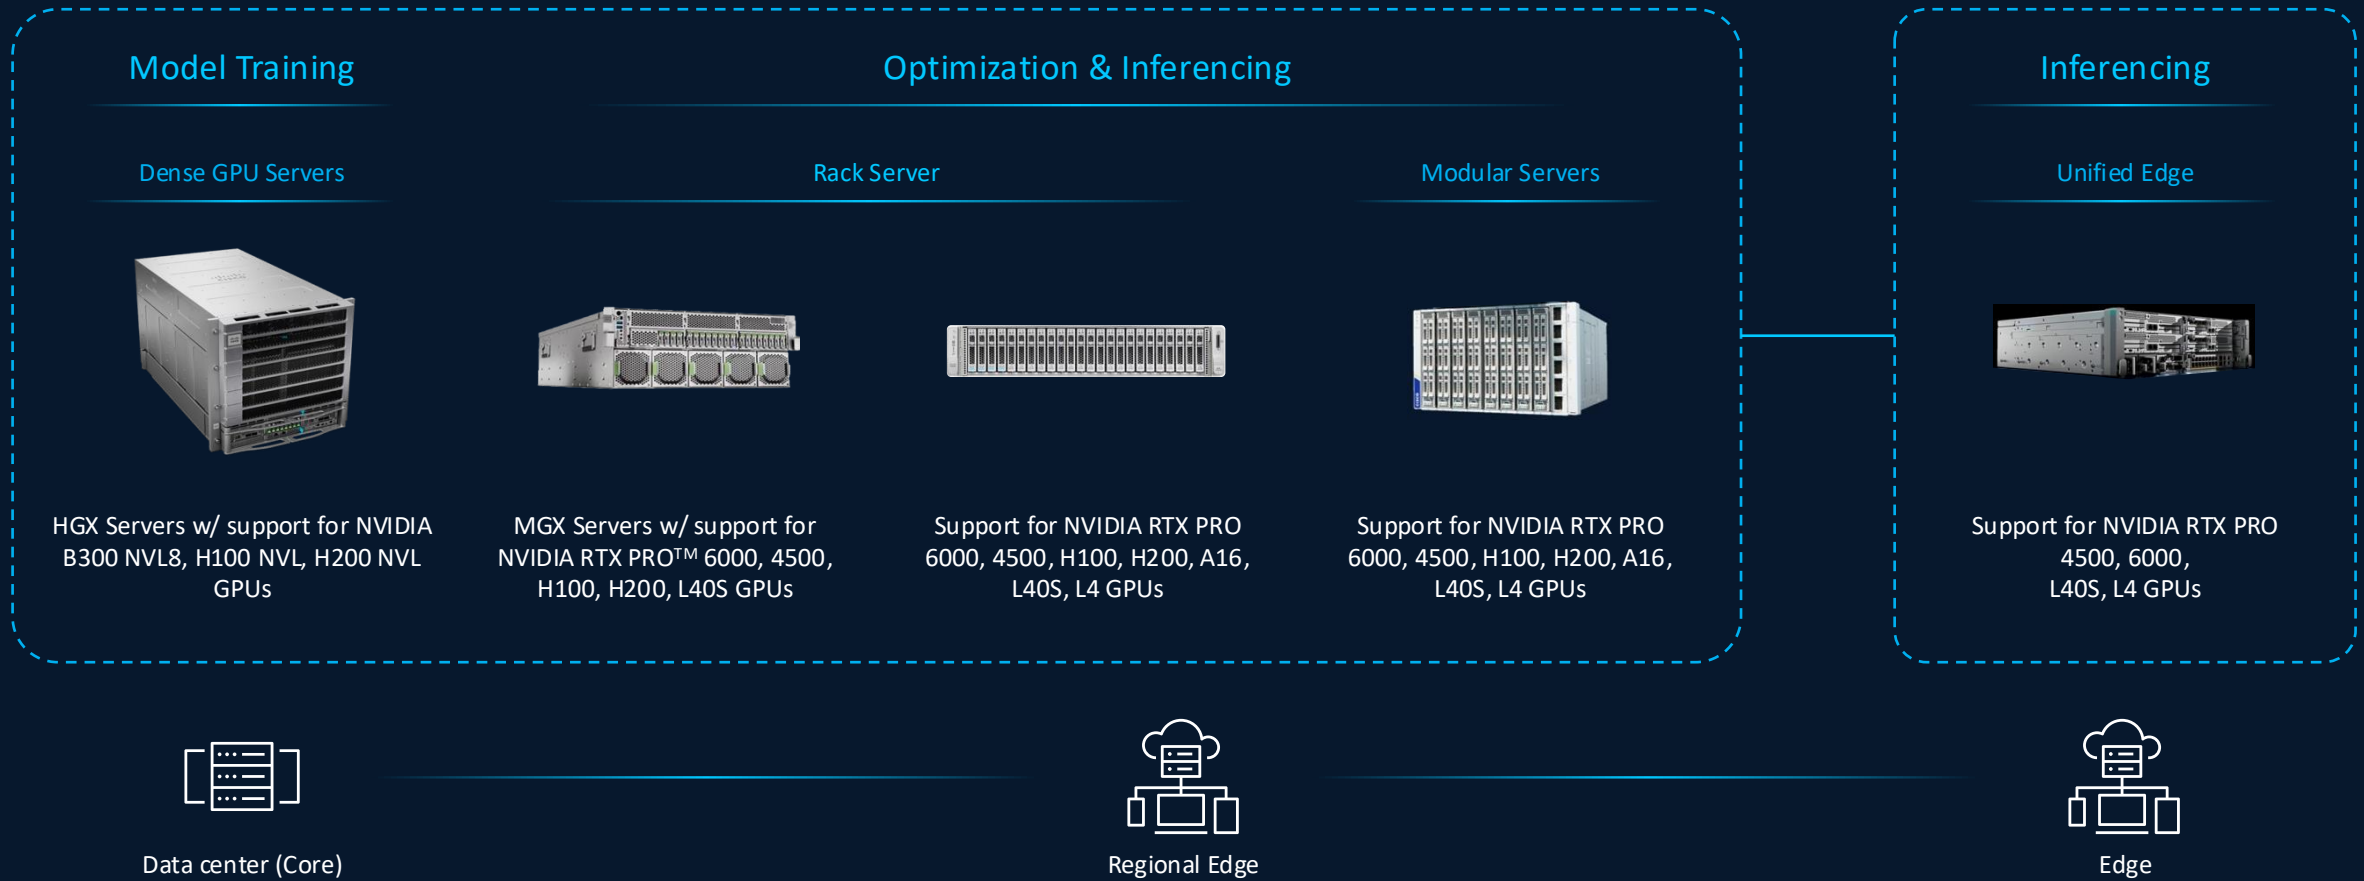 Model Training
Optimization & Inferencing
Inferencing
Dense GPU Servers
Rack Server
Modular Servers
Unified Edge
HGX Servers w/ support for NVIDIA
B300 NVL8, H100 NVL, H200 NVL
GPUs
MGX Servers w/ support for
NVIDIA RTX PRO™ 6000, 4500,
H100, H200, L40S GPUs
Support for NVIDIA RTX PRO
6000, 4500, H100, H200, A16,
L40S, L4 GPUs
Support for NVIDIA RTX PRO
6000, 4500, H100, H200, A16,
L40S, L4 GPUs
Support for NVIDIA RTX PRO
4500, 6000,
L40S, L4 GPUs
Data center (Core)
Regional Edge
Edge